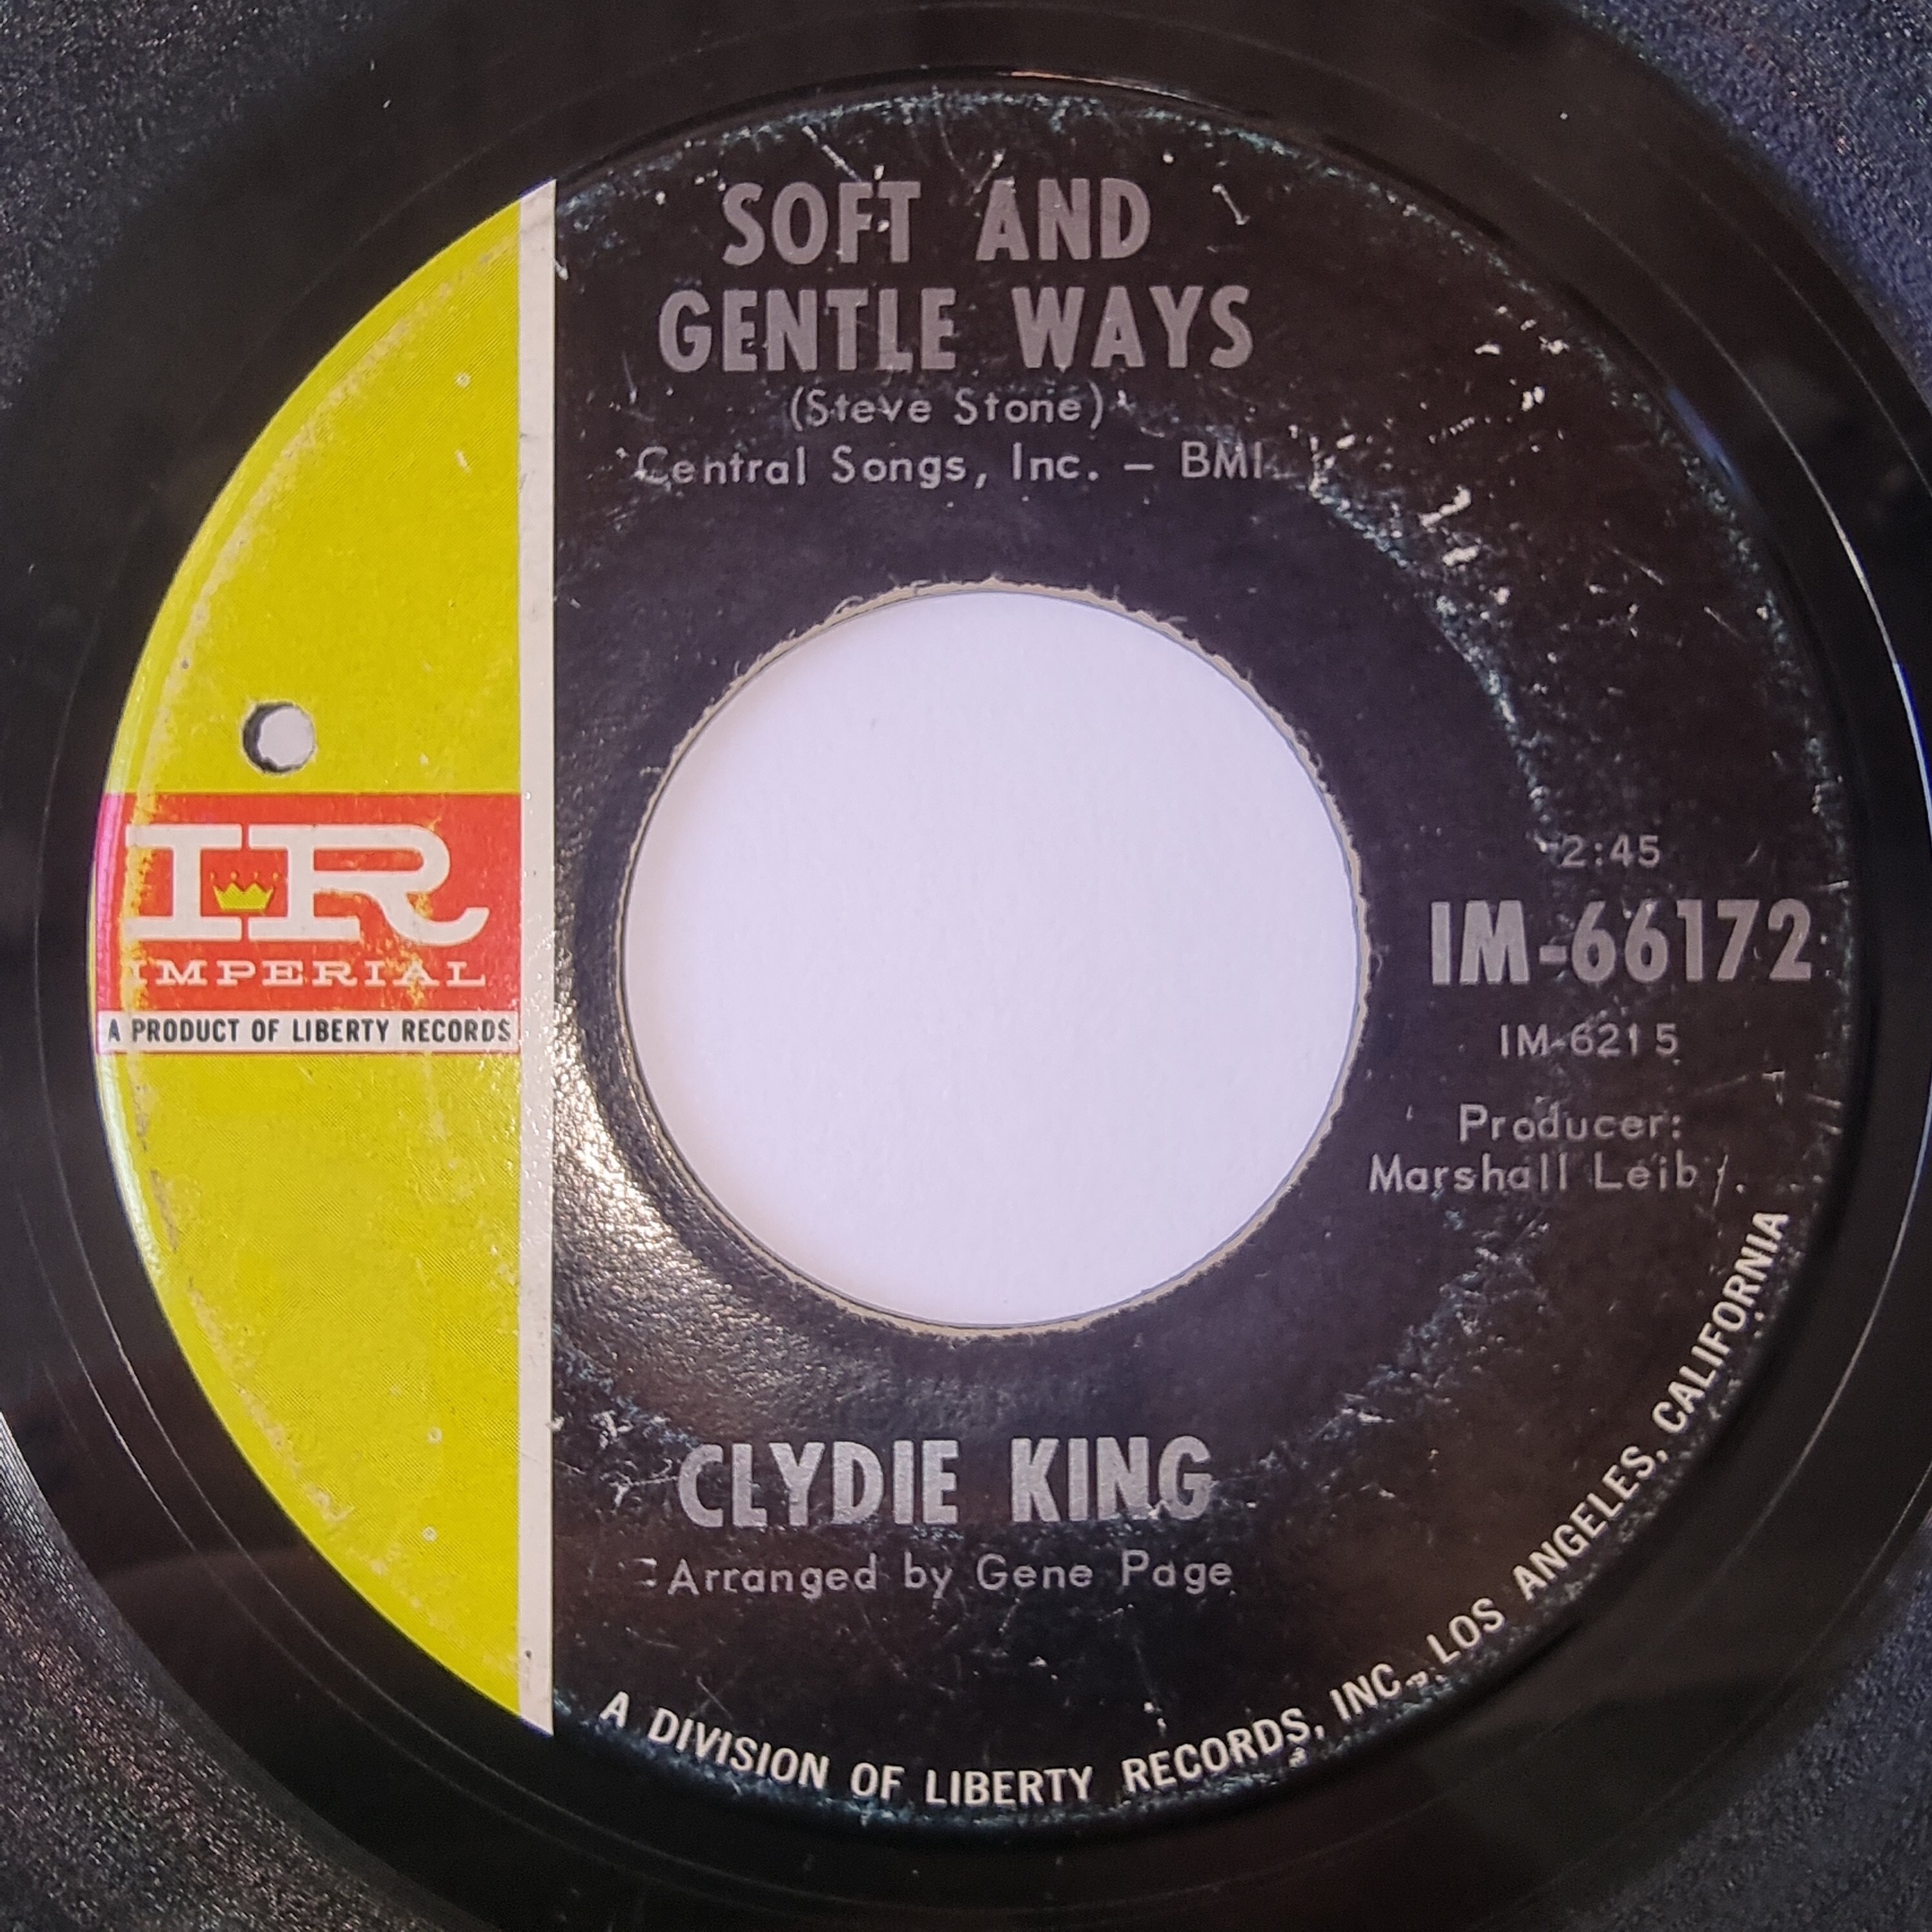 SOFT AND
GENTLE WAYS
(Steve Stone)
Central Songs, Inc. – BMI
IR
IMPERIAL
A PRODUCT OF LIBERTY RECORDS
2:45
IM-66172
IM-6215
Producer:
Marshall Leib
CLYDIE KING
Arranged by Gene Page
A DIVISION OF LIBERTY RECORDS, INC., LOS ANGELES, CALIFORNIA